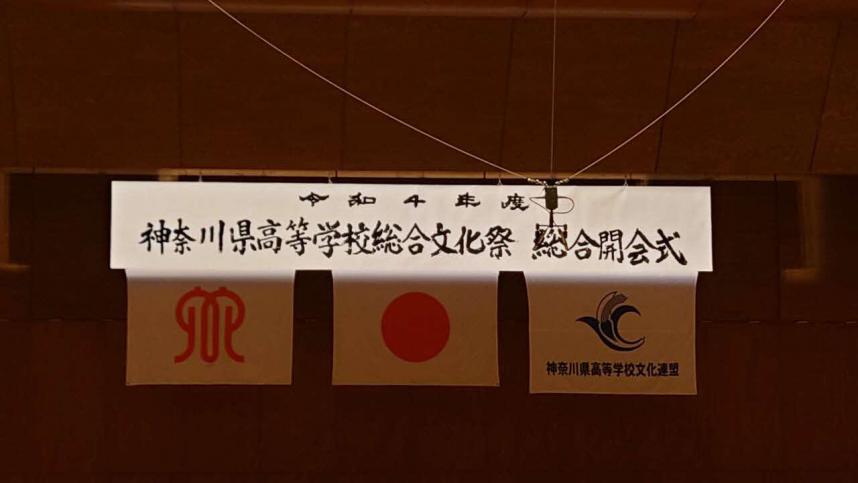 令和4年度
神奈川県高等学校総合文化祭 総合開会式
神奈川県高等学校文化連盟